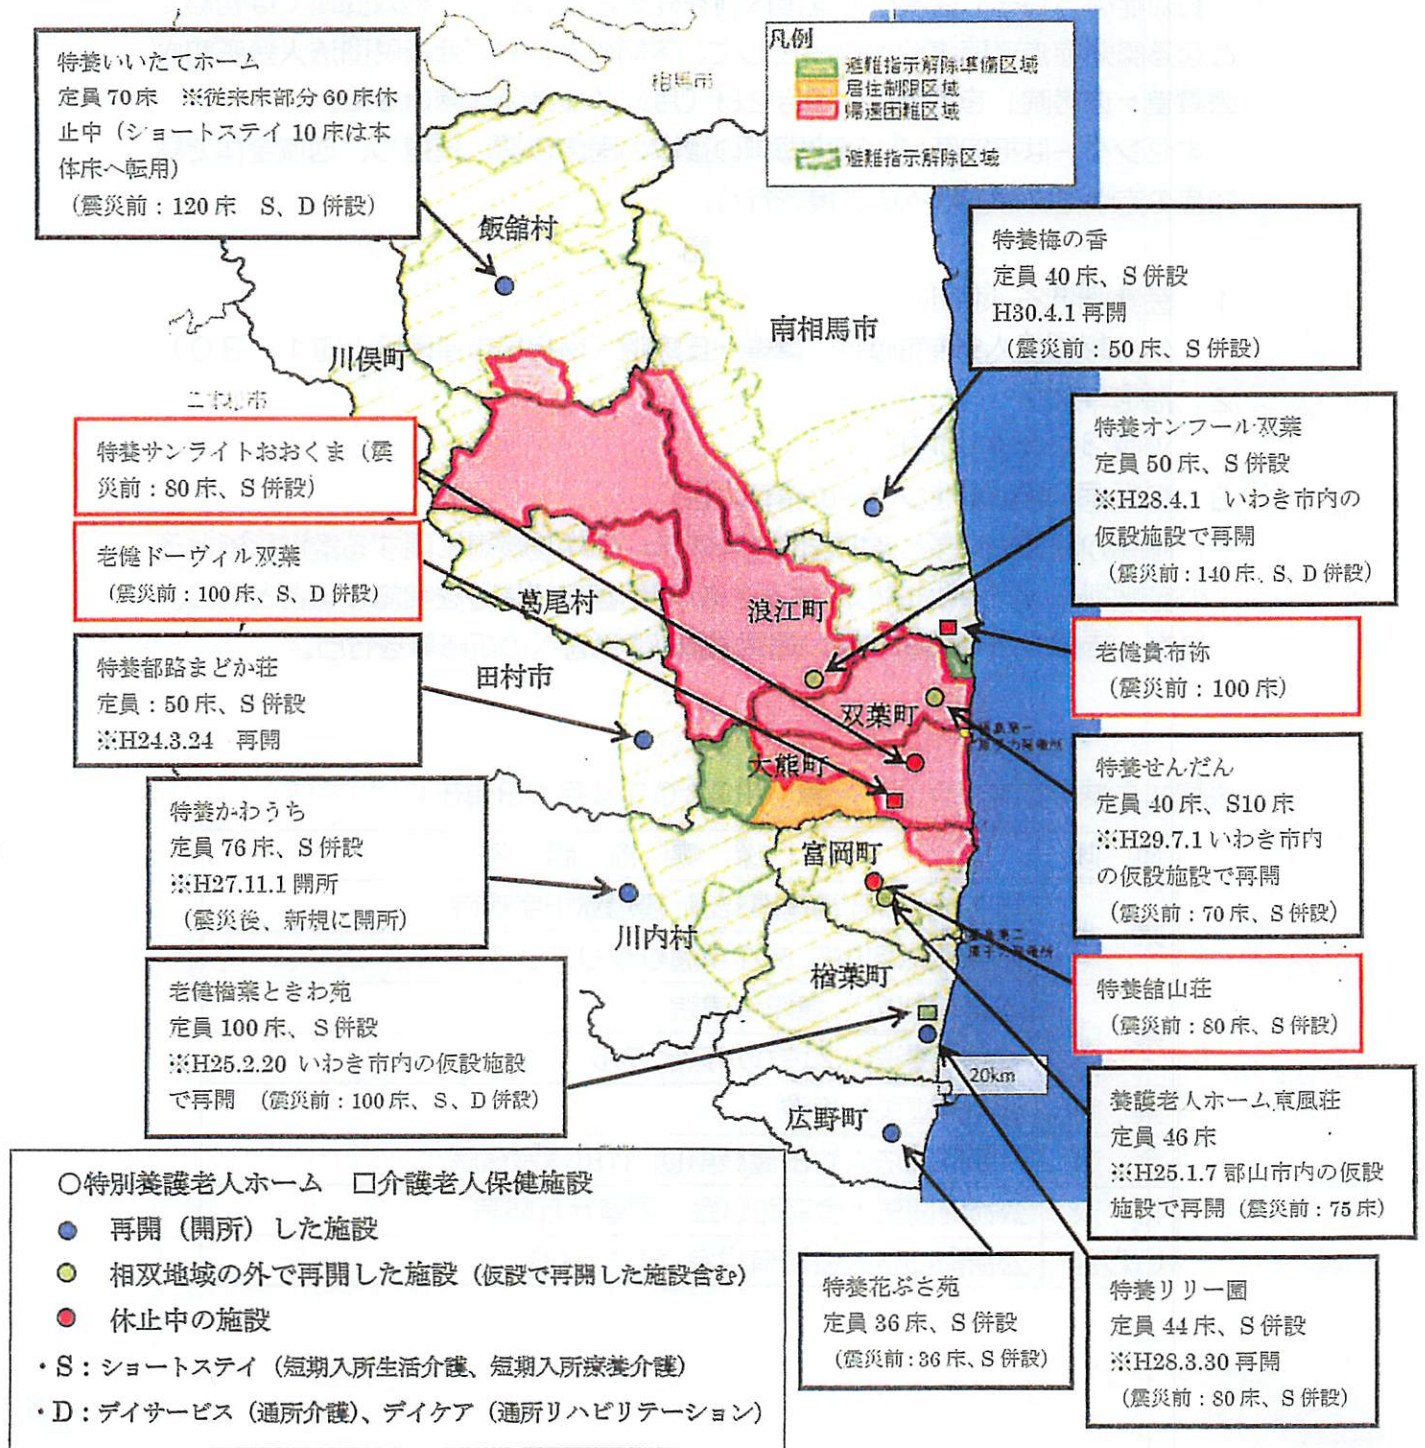 特養いいたてホーム
定員70床　※従来床部分60床休
止中（ショートステイ10床は本
体床へ転用）
（震災前：120床　S、D併設）
相馬市
凡例
避難指示解除準備区域
居住制限区域
帰還困難区域
避難指示解除区域
飯舘村
南相馬市
川俣町
特養梅の香
定員40床、S併設
H30.4.1再開
（震災前：50床、S併設）
特養サンライトおおくま（震
災前：80床、S併設）
老健ドーヴィル双葉
（震災前：100床、S、D併設）
特養オンフール双葉
定員50床、S併設
※H28.4.1　いわき市内の
仮設施設で再開
（震災前：140床、S、D併設）
葛尾村
浪江町
田村市
双葉町
大熊町
老健貴布祢
（震災前：100床）
特養都路まどか荘
定員：50床、S併設
※H24.3.24　再開
福島第一
原子力発電所
特養せんだん
定員40床、S10床
※H29.7.1いわき市内
の仮設施設で再開
（震災前：70床、S併設）
特養かわうち
定員76床、S併設
※H27.11.1開所
（震災後、新規に開所）
富岡町
川内村
楢葉町
福島第二
原子力発電所
特養舘山荘
（震災前：80床、S併設）
老健楢葉ときわ苑
定員100床、S併設
※H25.2.20 いわき市内の仮設施設
で再開　（震災前：100床、S、D併設）
20km
広野町
養護老人ホーム東風荘
定員46床
※H25.1.7郡山市内の仮設
施設で再開（震災前：75床）
特養花ぶさ苑
定員36床、S併設
（震災前：36床、S併設）
特養リリー園
定員44床、S併設
※H28.3.30再開
（震災前：80床、S併設）
○特別養護老人ホーム　□介護老人保健施設
再開（開所）した施設
相双地域の外で再開した施設（仮設で再開した施設含む）
休止中の施設
・S：ショートステイ（短期入所生活介護、短期入所療養介護）
・D：デイサービス（通所介護）、デイケア（通所リハビリテーション）